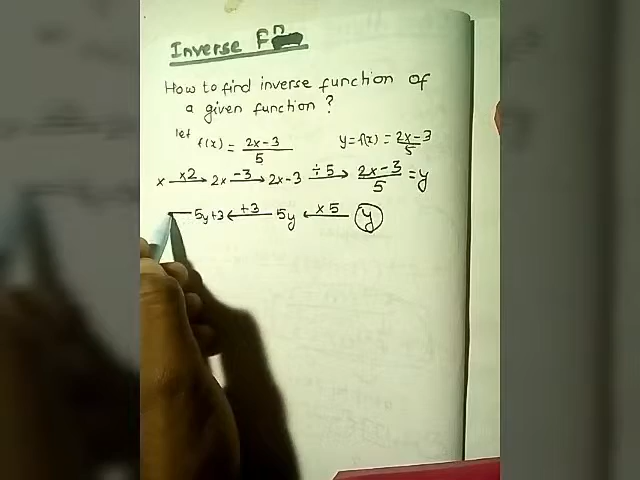 Inverse Fn
How to find inverse function of
a given function ?
let f(x) = 2x-3/5 y=f(x) = 2x-3/5
x ×2→ 2x -3→ 2x-3 ÷5→ 2x-3/5 = y
← 5y+3 ←+3 5y ←×5 y